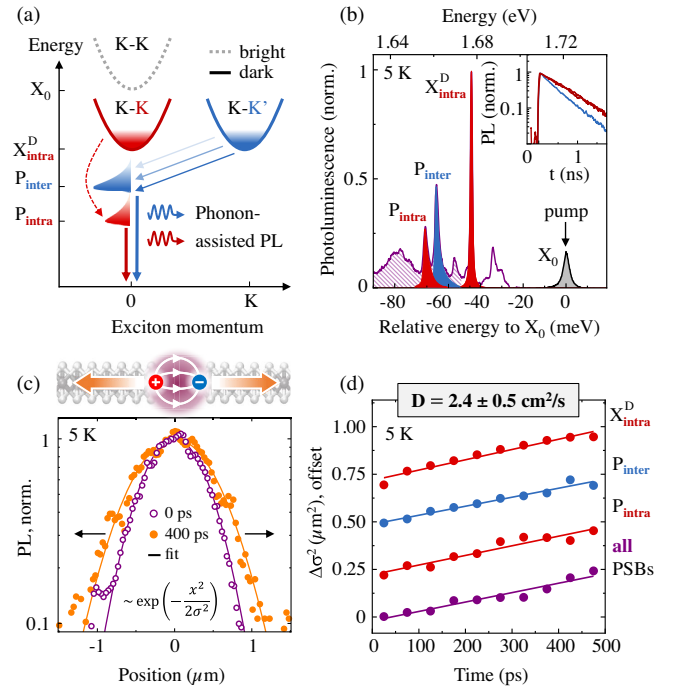 (a)
Energy
K-K
bright
dark
X₀
K-K
K-K'
X^D_intra
P_inter
P_intra
Phonon-
assisted PL
0
K
Exciton momentum
(b)
Energy (eV)
1.64
1.68
1.72
5 K
Photoluminescence (norm.)
1
0.5
0
X^D_intra
P_inter
P_intra
PL (norm.)
1
0.1
0
1
t (ns)
pump
X₀
-80
-60
-40
-20
0
Relative energy to X₀ (meV)
(c)
+
−
5 K
PL, norm.
1
0.1
0 ps
400 ps
fit
~ exp(−x²/2σ²)
-1
0
1
Position (μm)
(d)
D = 2.4 ± 0.5 cm²/s
5 K
Δσ² (μm²), offset
1.00
0.75
0.50
0.25
0
X^D_intra
P_inter
P_intra
all
PSBs
0
100
200
300
400
500
Time (ps)